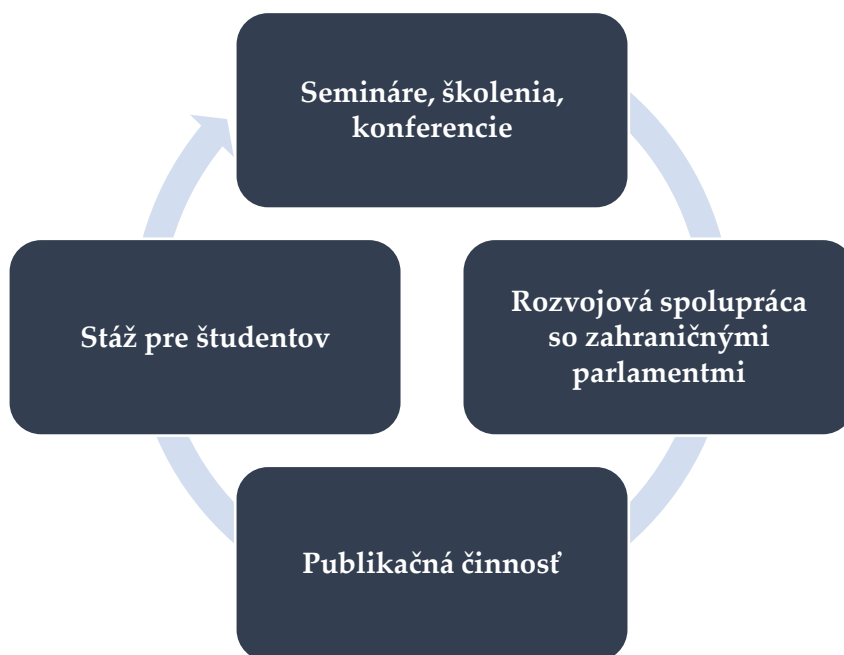 Semináre, školenia,
konferencie
Rozvojová spolupráca
so zahraničnými
parlamentmi
Publikačná činnosť
Stáž pre študentov